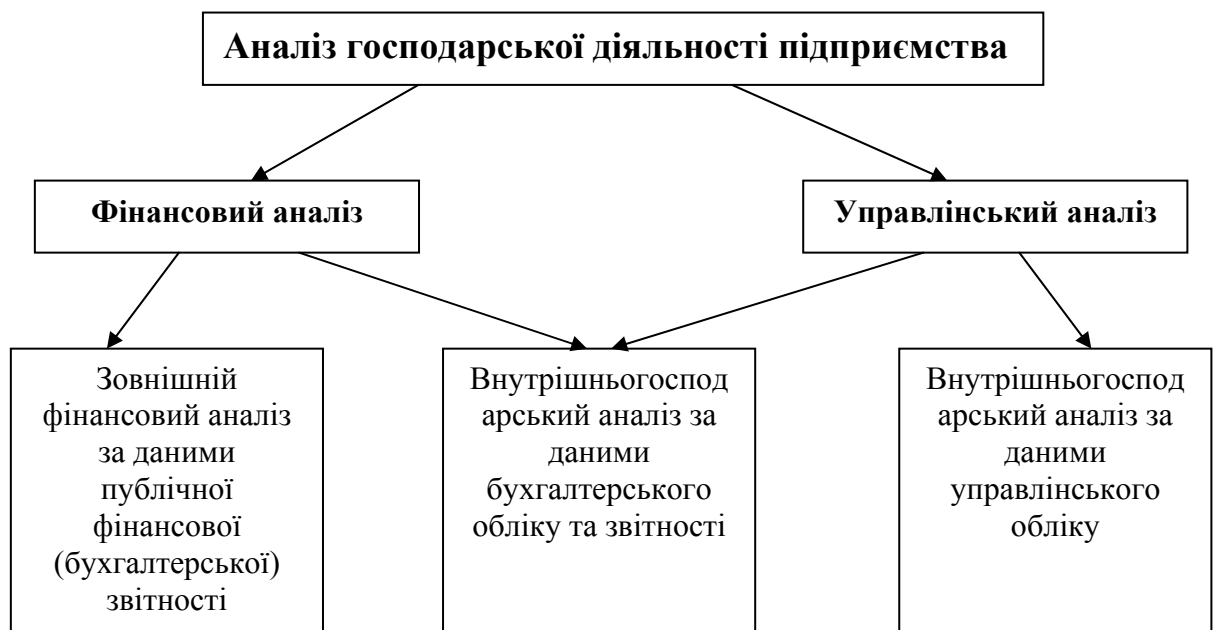 Аналіз господарської діяльності підприємства
Фінансовий аналіз
Управлінський аналіз
Зовнішній
фінансовий аналіз
за даними
публічної
фінансової
(бухгалтерської)
звітності
Внутрішньогоспод
арський аналіз за
даними
бухгалтерського
обліку та звітності
Внутрішньогоспод
арський аналіз за
даними
управлінського
обліку